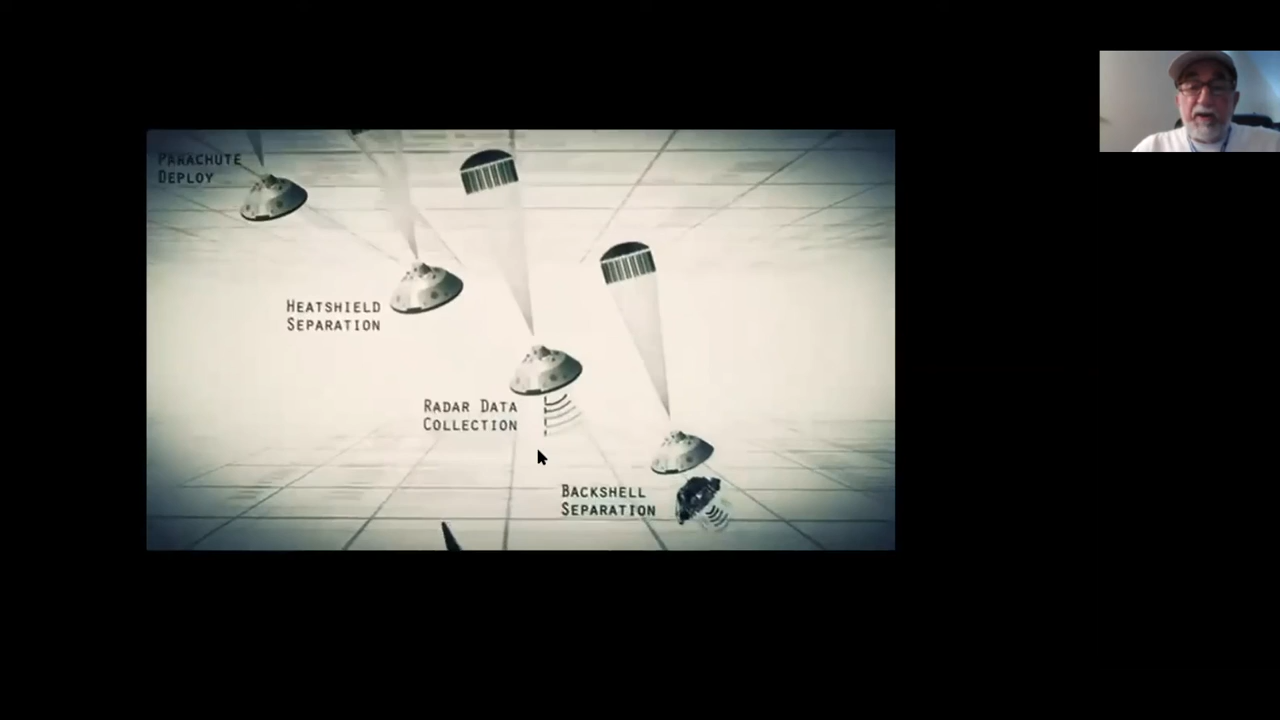 PARACHUTE
DEPLOY
HEATSHIELD
SEPARATION
RADAR DATA
COLLECTION
BACKSHELL
SEPARATION